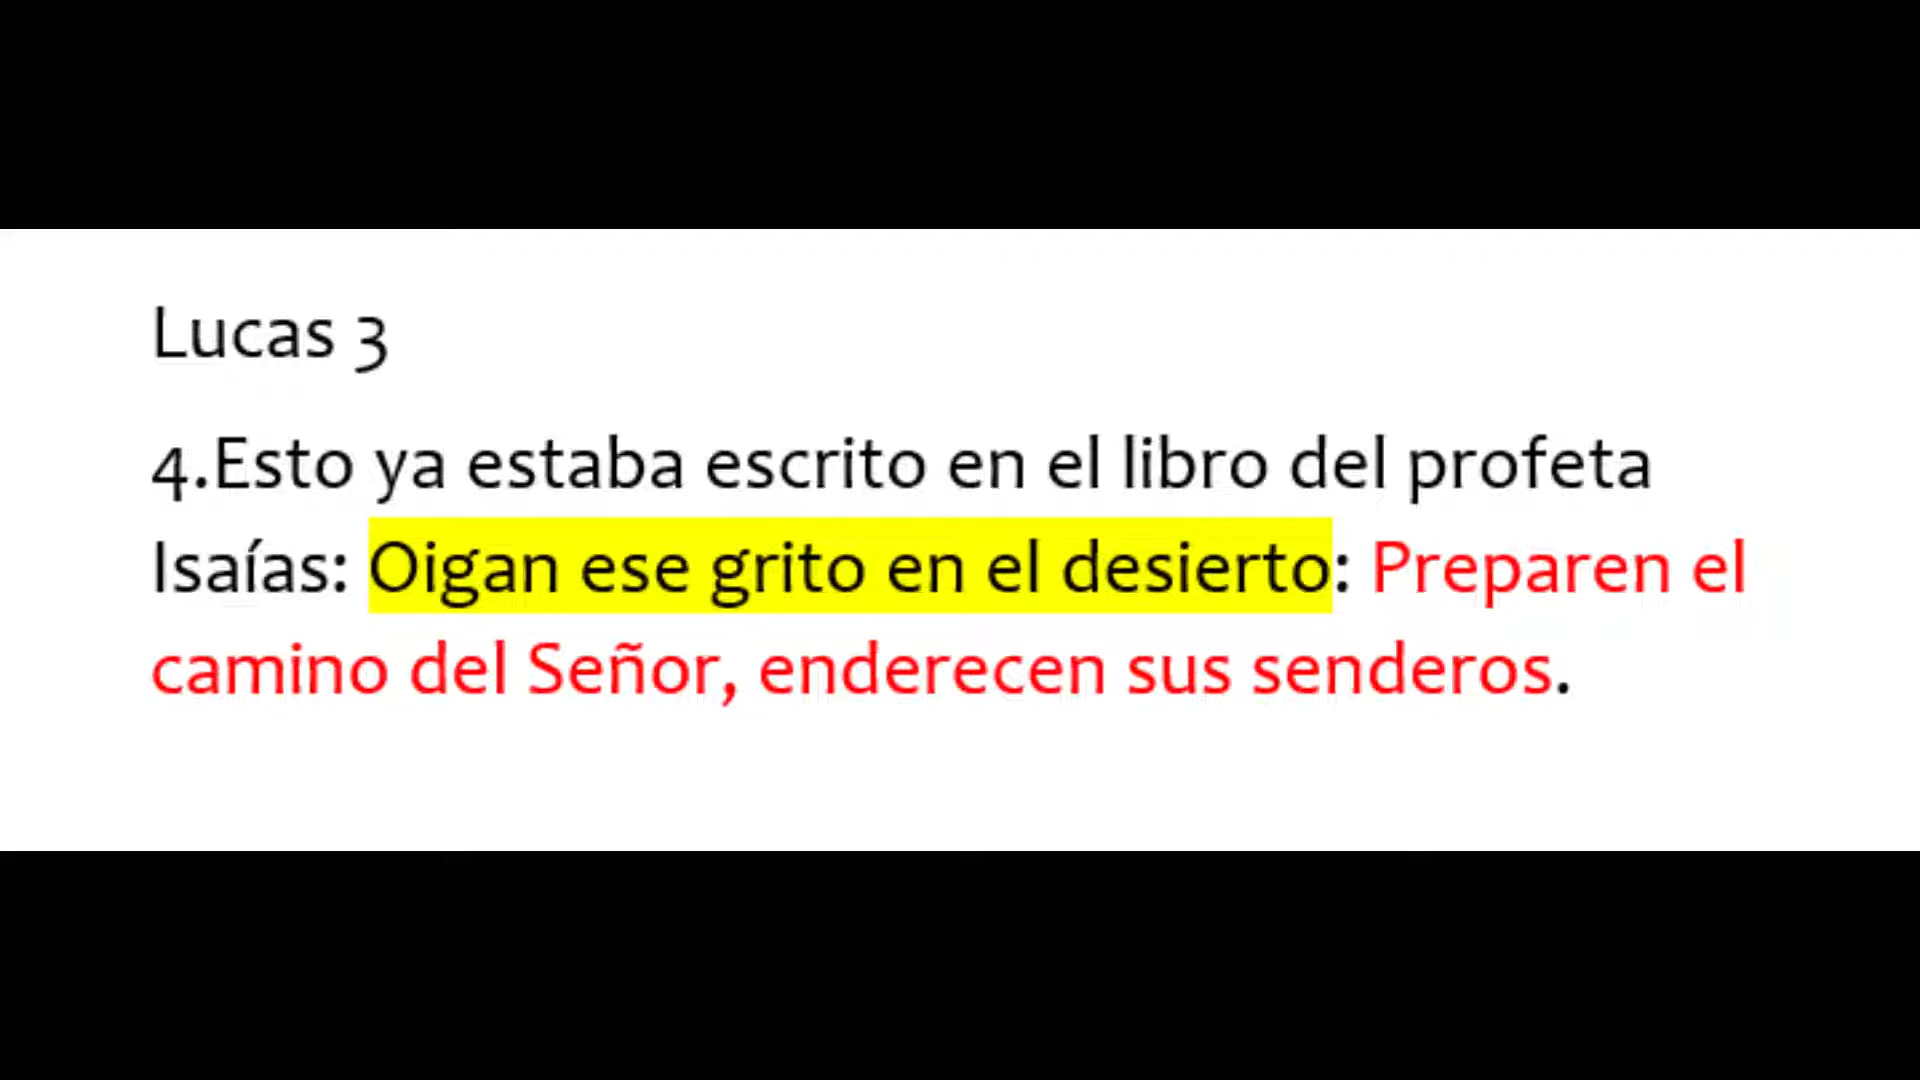 Lucas 3
4.Esto ya estaba escrito en el libro del profeta
Isaías: Oigan ese grito en el desierto: Preparen el
camino del Señor, enderecen sus senderos.